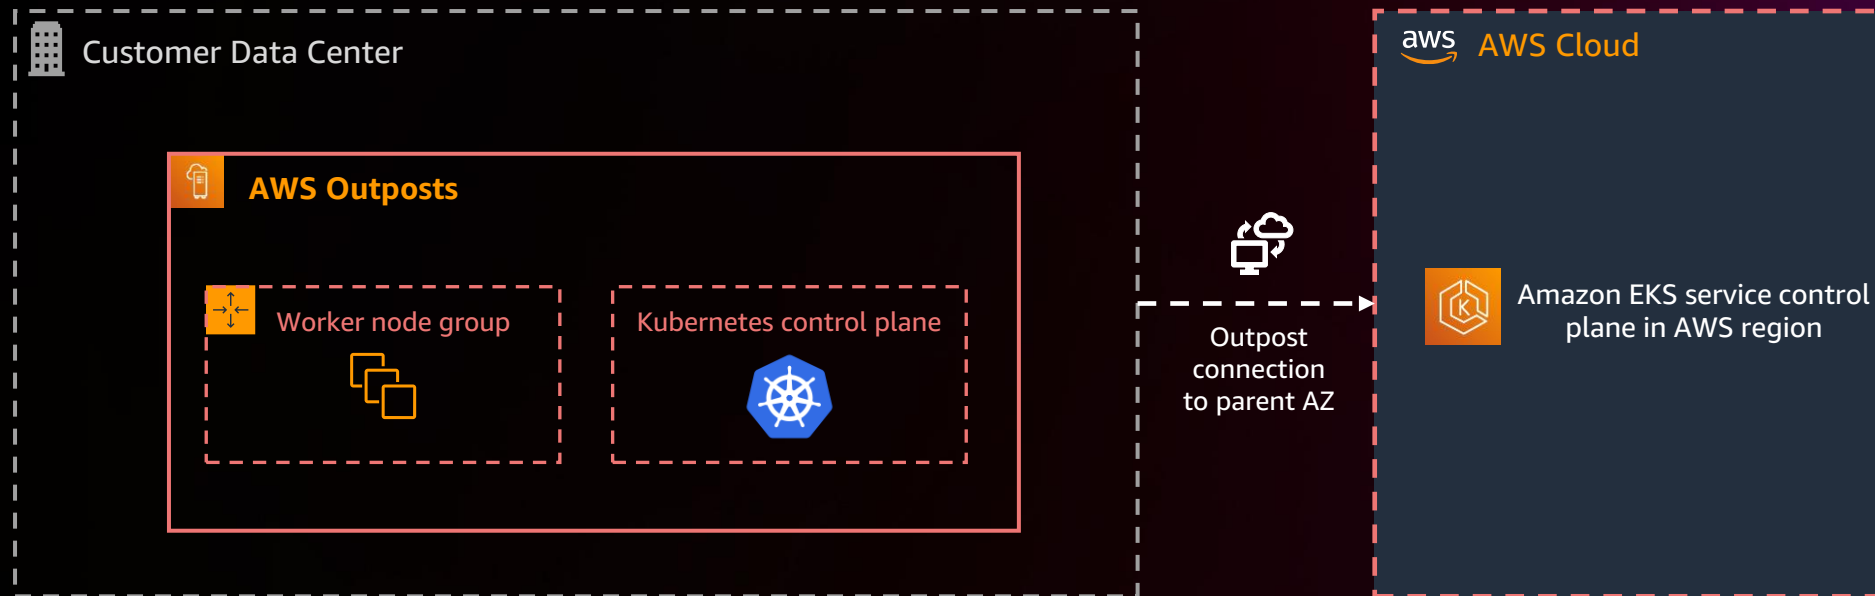 Customer Data Center
AWS Outposts
Worker node group
Kubernetes control plane
Outpost
connection
to parent AZ
aws
AWS Cloud
K
Amazon EKS service control
plane in AWS region